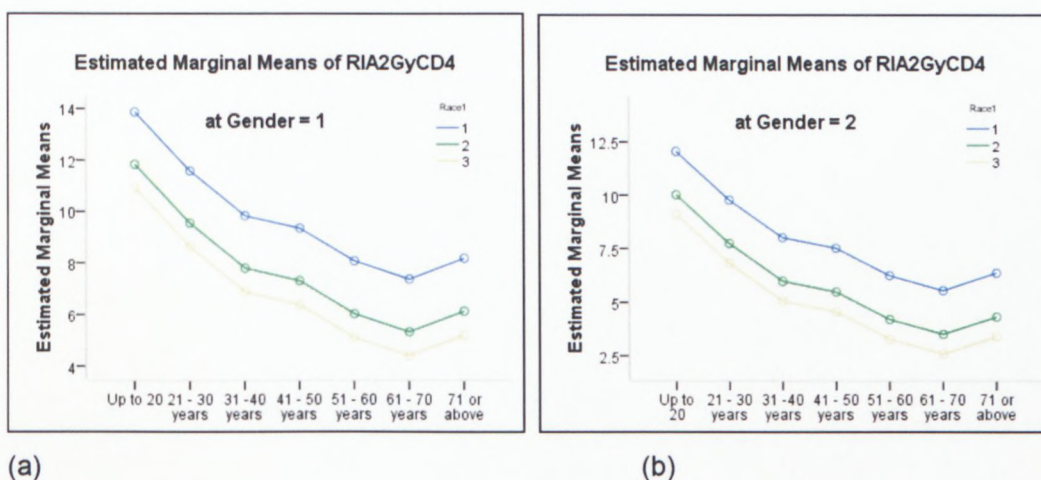 Estimated Marginal Means of RIA2GyCD4
at Gender = 1
Race1
1
2
3
Estimated Marginal Means
14
12
10
8
6
4
Up to 20
21 - 30 years
31 - 40 years
41 - 50 years
51 - 60 years
61 - 70 years
71 or above
(a)
Estimated Marginal Means of RIA2GyCD4
at Gender = 2
Race1
1
2
3
Estimated Marginal Means
12.5
10
7.5
5
2.5
Up to 20
21 - 30 years
31 - 40 years
41 - 50 years
51 - 60 years
61 - 70 years
71 or above
(b)